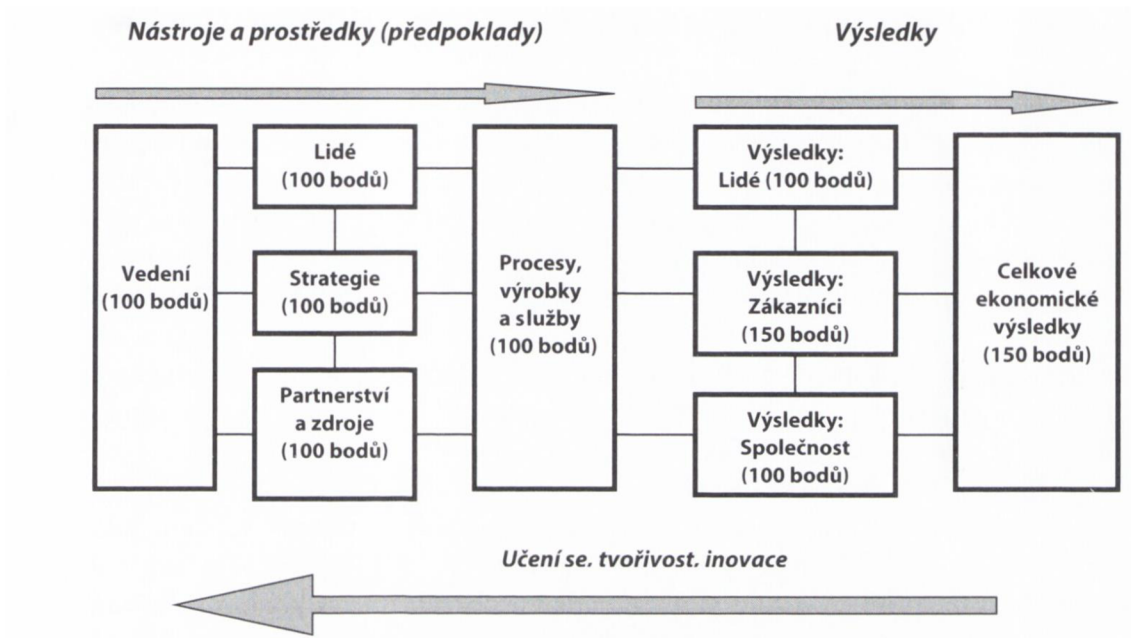 Nástroje a prostředky (předpoklady)
Výsledky
Vedení
(100 bodů)
Lidé
(100 bodů)
Strategie
(100 bodů)
Partnerství
a zdroje
(100 bodů)
Procesy,
výrobky
a služby
(100 bodů)
Výsledky:
Lidé (100 bodů)
Výsledky:
Zákazníci
(150 bodů)
Výsledky:
Společnost
(100 bodů)
Celkové
ekonomické
výsledky
(150 bodů)
Učení se. tvořivost. inovace